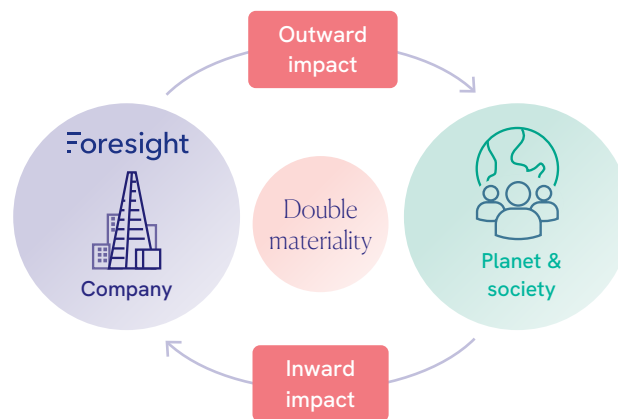 Outward
impact
Foresight
Company
Double
materiality
Planet &
society
Inward
impact